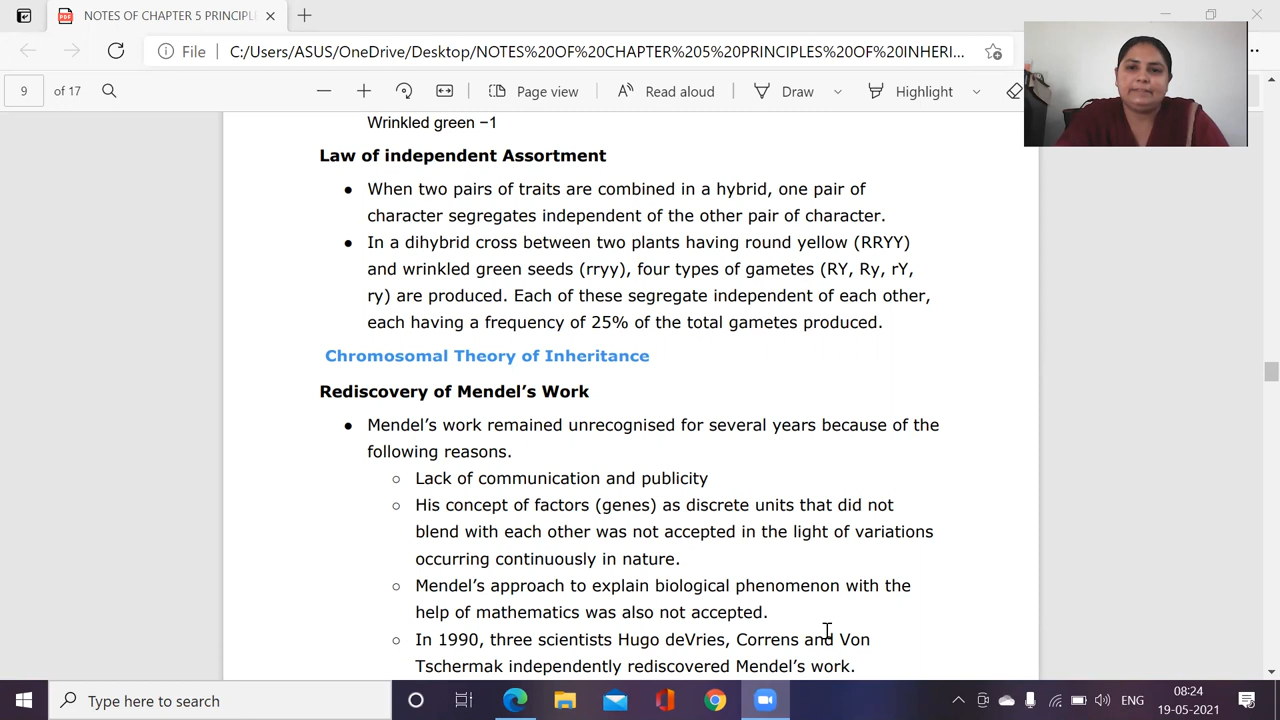 NOTES OF CHAPTER 5 PRINCIPL
File
C:/Users/ASUS/OneDrive/Desktop/NOTES%20OF%20CHAPTER%205%20PRINCIPLES%20OF%20INHERI...
9 of 17
Page view
Read aloud
Draw
Highlight
Wrinkled green −1
Law of independent Assortment
● When two pairs of traits are combined in a hybrid, one pair of
character segregates independent of the other pair of character.
● In a dihybrid cross between two plants having round yellow (RRYY)
and wrinkled green seeds (rryy), four types of gametes (RY, Ry, rY,
ry) are produced. Each of these segregate independent of each other,
each having a frequency of 25% of the total gametes produced.
Chromosomal Theory of Inheritance
Rediscovery of Mendel’s Work
● Mendel’s work remained unrecognised for several years because of the
following reasons.
○ Lack of communication and publicity
○ His concept of factors (genes) as discrete units that did not
blend with each other was not accepted in the light of variations
occurring continuously in nature.
○ Mendel’s approach to explain biological phenomenon with the
help of mathematics was also not accepted.
○ In 1990, three scientists Hugo deVries, Correns and Von
Tschermak independently rediscovered Mendel’s work.
Type here to search
ENG
08:24
19-05-2021